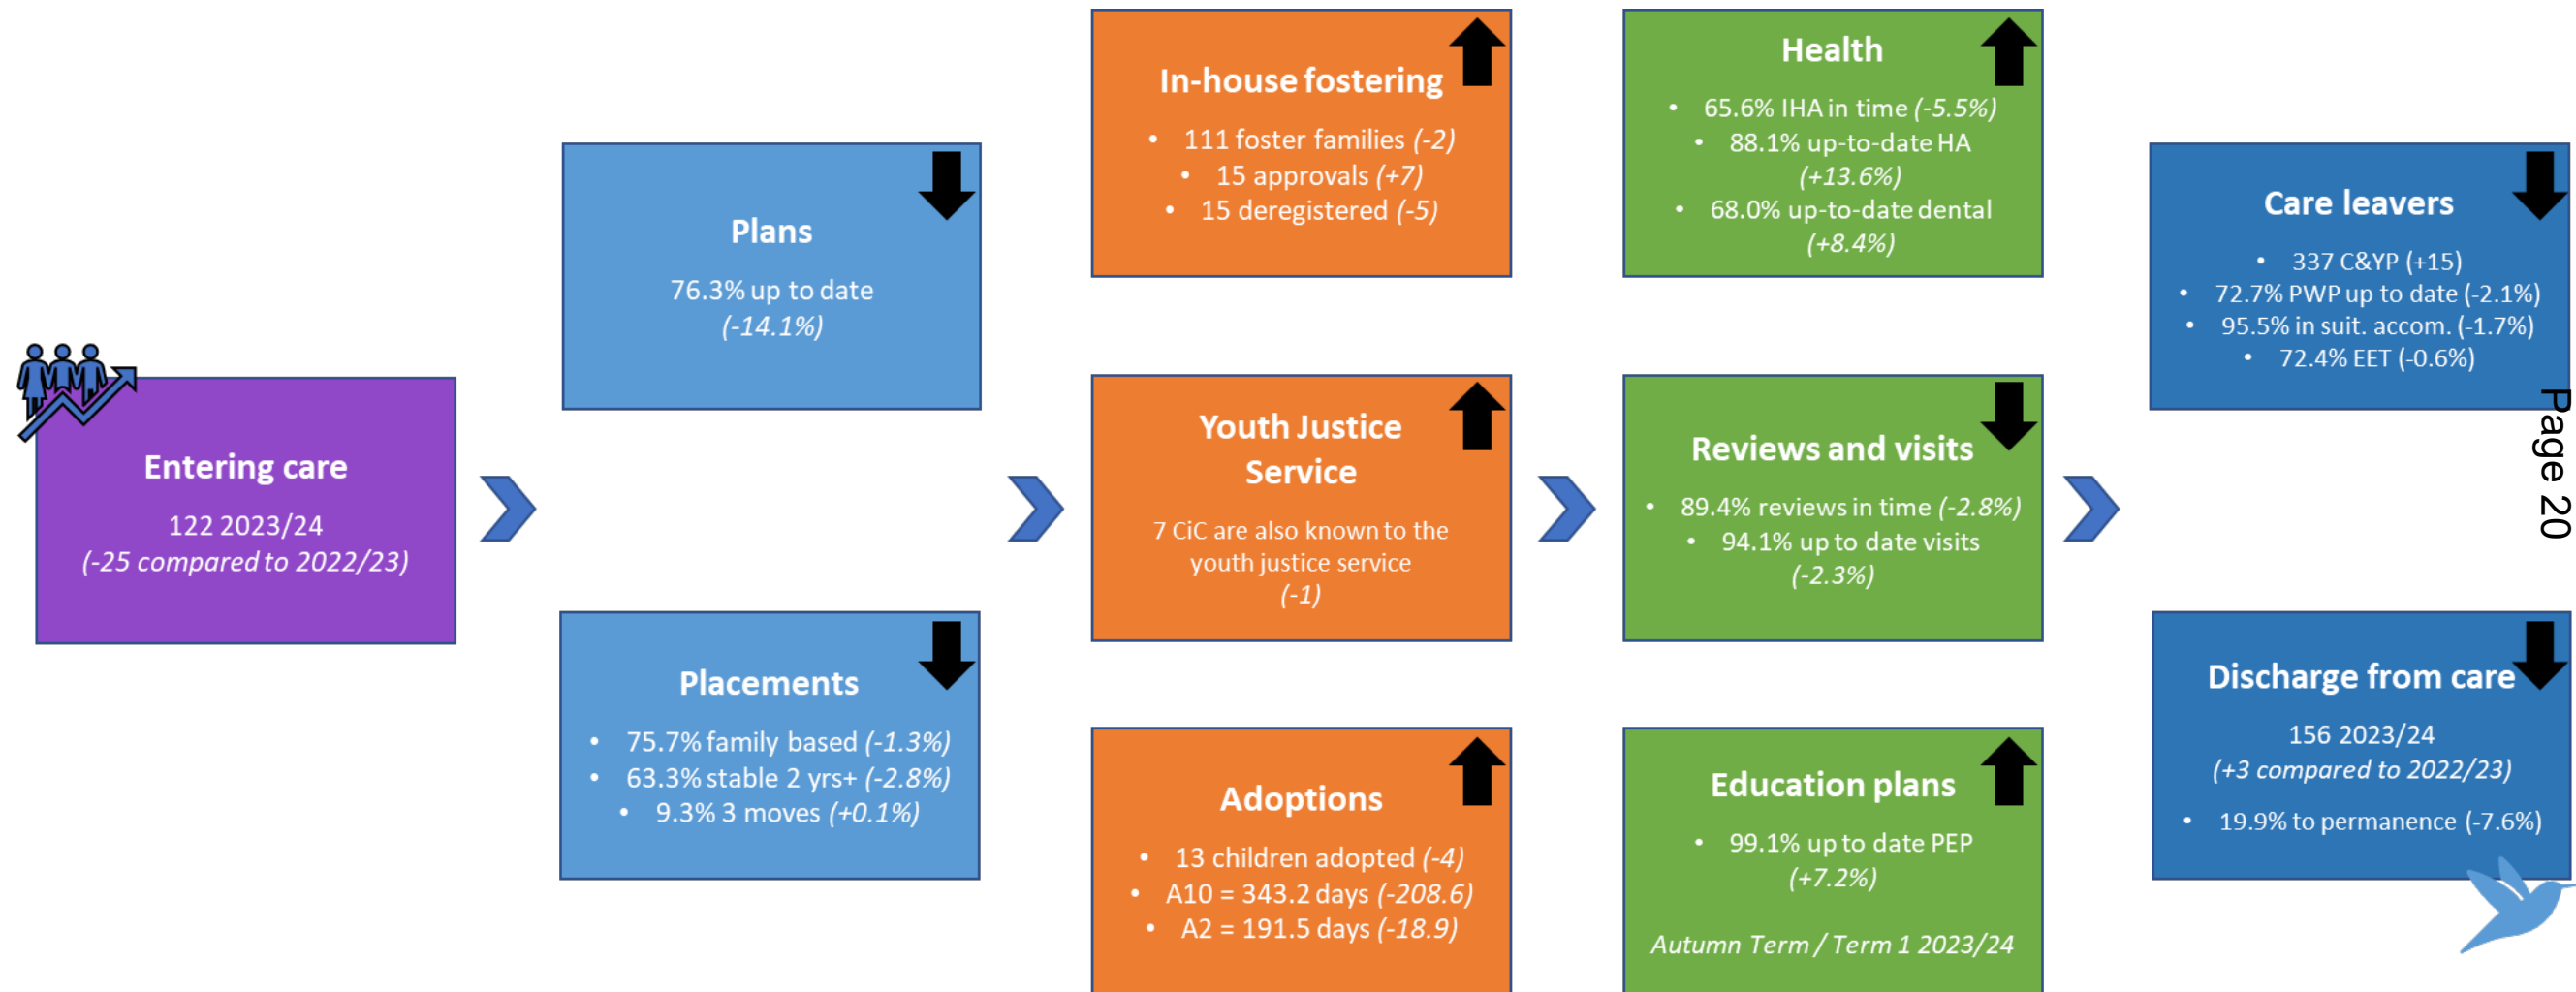 Entering care
122 2023/24
(-25 compared to 2022/23)
Plans
76.3% up to date
(-14.1%)
Placements
• 75.7% family based (-1.3%)
• 63.3% stable 2 yrs+ (-2.8%)
• 9.3% 3 moves (+0.1%)
In-house fostering
• 111 foster families (-2)
• 15 approvals (+7)
• 15 deregistered (-5)
Youth Justice
Service
7 CiC are also known to the
youth justice service
(-1)
Adoptions
• 13 children adopted (-4)
• A10 = 343.2 days (-208.6)
• A2 = 191.5 days (-18.9)
Health
• 65.6% IHA in time (-5.5%)
• 88.1% up-to-date HA
(+13.6%)
• 68.0% up-to-date dental
(+8.4%)
Reviews and visits
• 89.4% reviews in time (-2.8%)
• 94.1% up to date visits
(-2.3%)
Education plans
• 99.1% up to date PEP
(+7.2%)
Autumn Term / Term 1 2023/24
Care leavers
• 337 C&YP (+15)
• 72.7% PWP up to date (-2.1%)
• 95.5% in suit. accom. (-1.7%)
• 72.4% EET (-0.6%)
Discharge from care
156 2023/24
(+3 compared to 2022/23)
• 19.9% to permanence (-7.6%)
Page 20